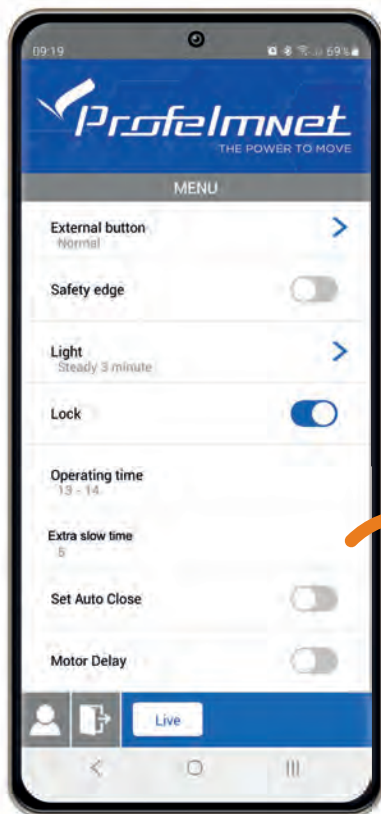 09:19
69%
Profelmnet
THE POWER TO MOVE
MENU
External button
Normal
Safety edge
Light
Steady 3 minute
Lock
Operating time
13 - 14
Extra slow time
5
Set Auto Close
Motor Delay
Live